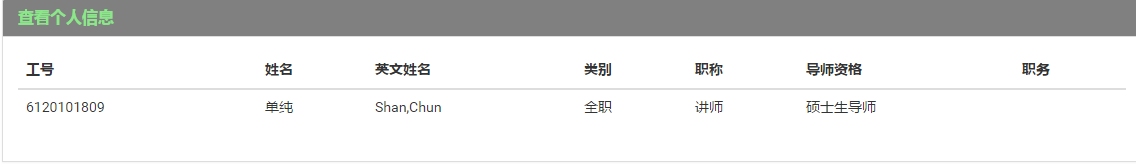 查看个人信息
工号 姓名 英文姓名 类别 职称 导师资格 职务
6120101809 单纯 Shan,Chun 全职 讲师 硕士生导师